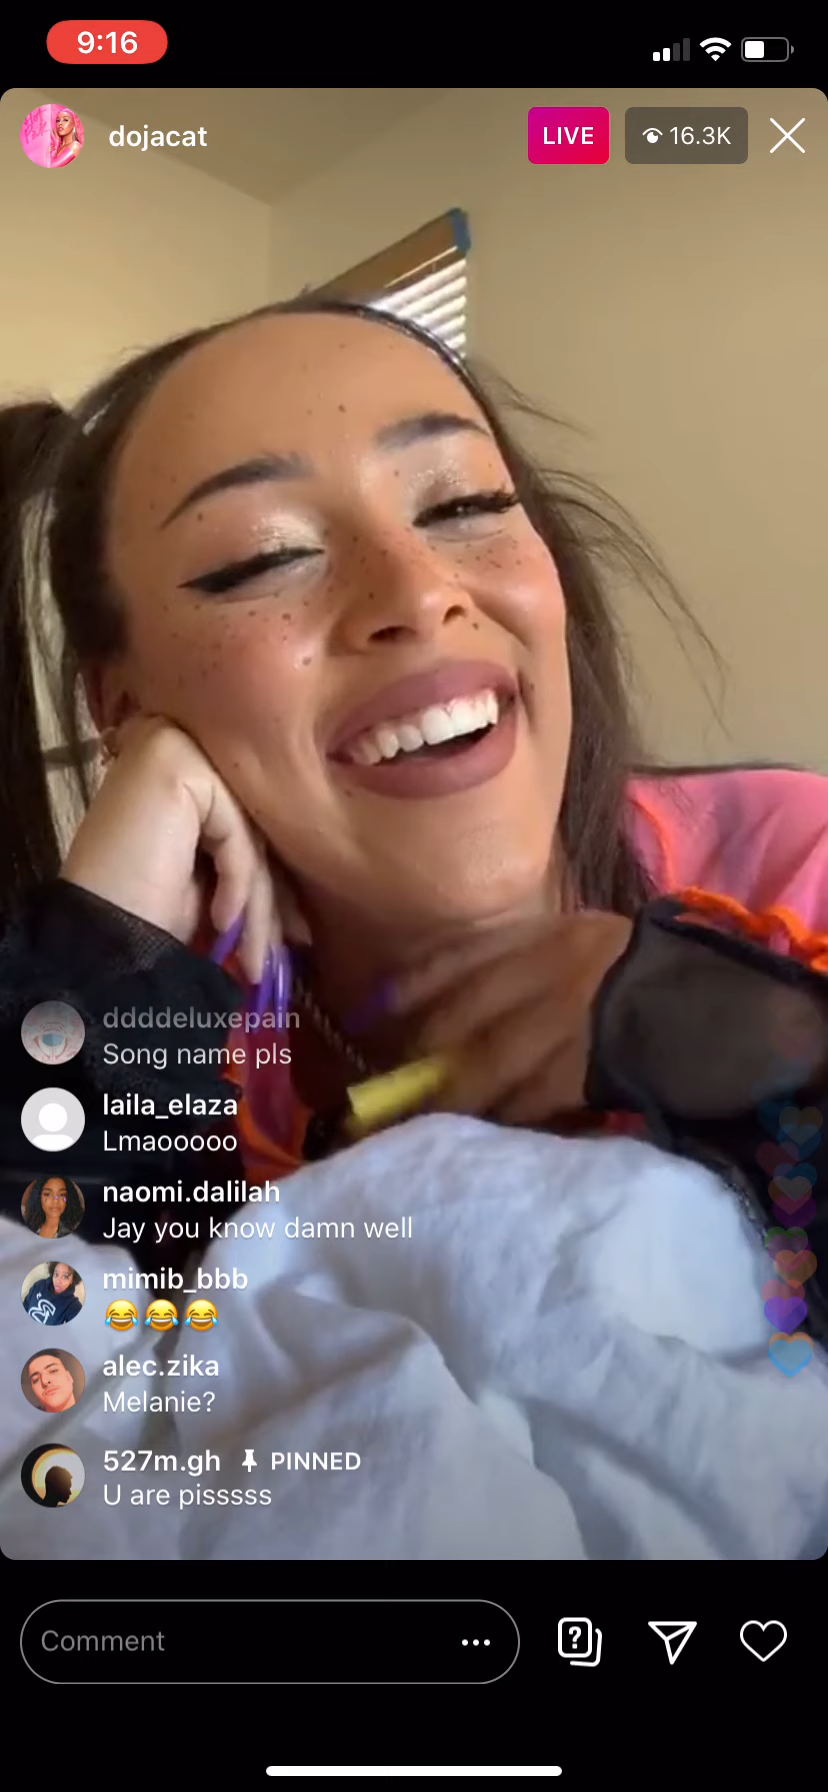 9:16
dojacat
LIVE
16.3K
ddddeluxepain
Song name pls
laila_elaza
Lmaooooo
naomi.dalilah
Jay you know damn well
mimib_bbb
😂😂😂
alec.zika
Melanie?
527m.gh PINNED
U are pisssss
Comment